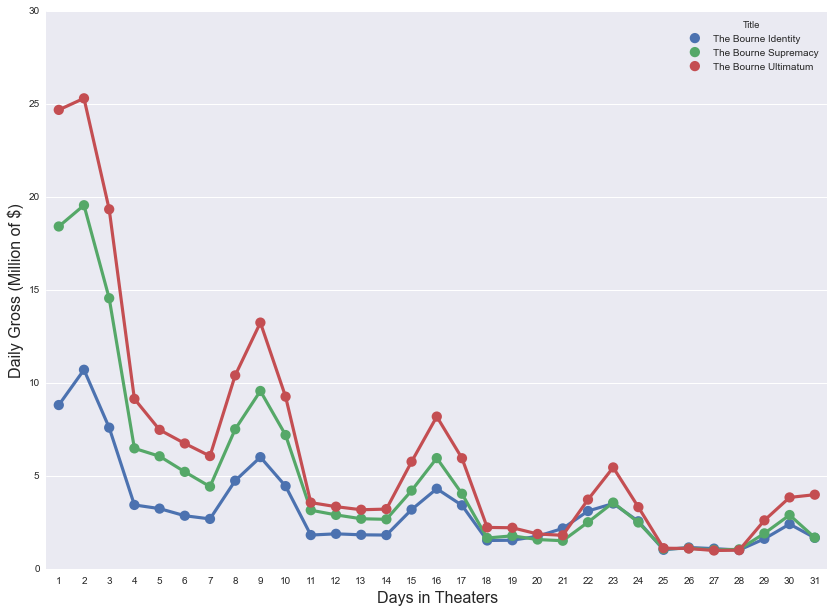 Title
The Bourne Identity
The Bourne Supremacy
The Bourne Ultimatum
30
25
20
15
10
5
0
Daily Gross (Million of $)
1 2 3 4 5 6 7 8 9 10 11 12 13 14 15 16 17 18 19 20 21 22 23 24 25 26 27 28 29 30 31
Days in Theaters